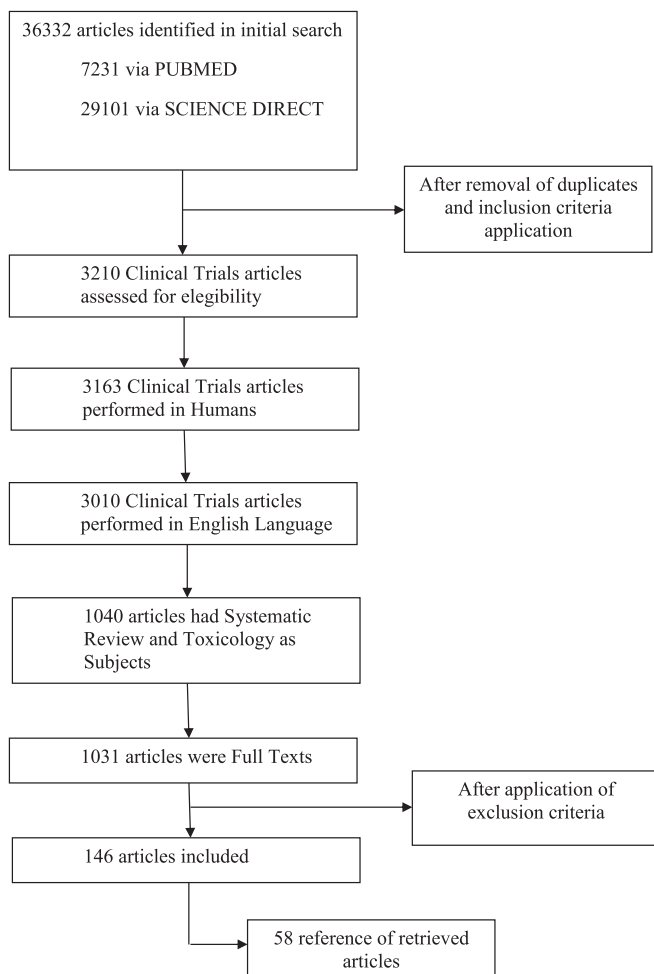 36332 articles identified in initial search
7231 via PUBMED
29101 via SCIENCE DIRECT
After removal of duplicates
and inclusion criteria
application
3210 Clinical Trials articles
assessed for elegibility
3163 Clinical Trials articles
performed in Humans
3010 Clinical Trials articles
performed in English Language
1040 articles had Systematic
Review and Toxicology as
Subjects
1031 articles were Full Texts
After application of
exclusion criteria
146 articles included
58 reference of retrieved
articles